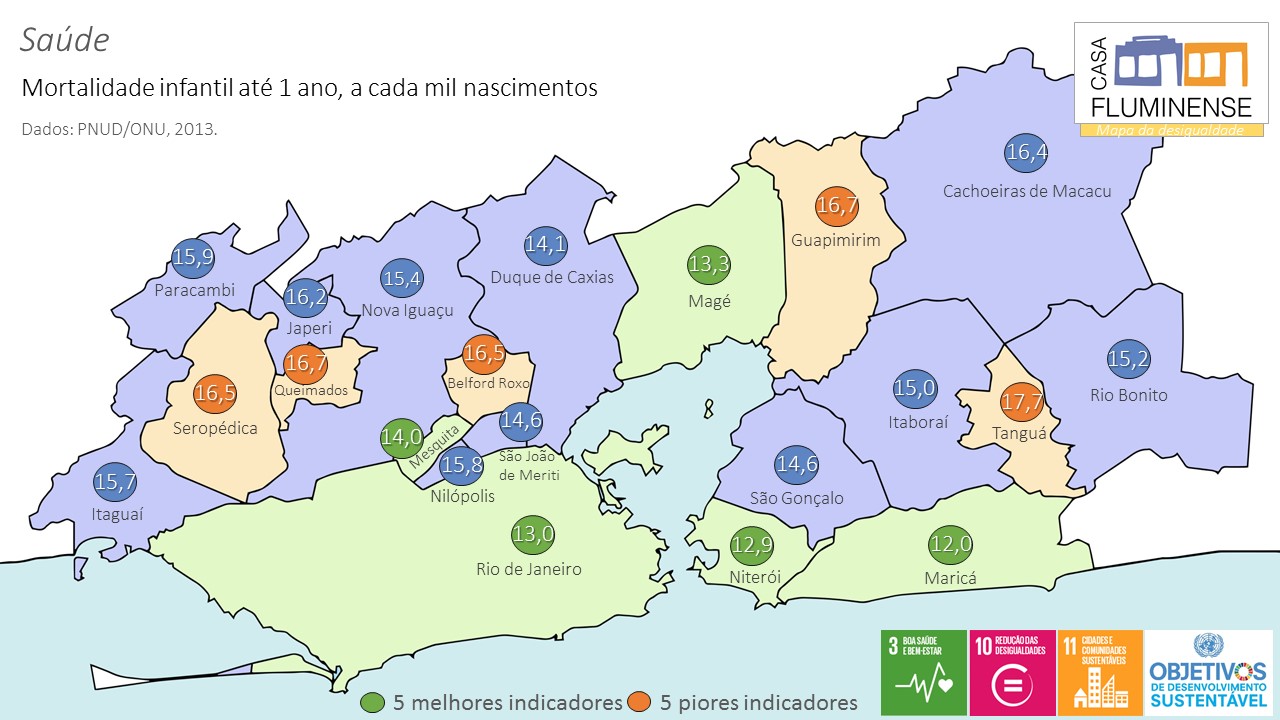 Saúde
Mortalidade infantil até 1 ano, a cada mil nascimentos
Dados: PNUD/ONU, 2013.
CASA
FLUMINENSE
Mapa da desigualdade
16,4
Cachoeiras de Macacu
16,7
Guapimirim
13,3
Magé
14,1
Duque de Caxias
15,9
Paracambi
15,4
Nova Iguaçu
16,2
Japeri
16,7
Queimados
16,5
Belford Roxo
16,5
Seropédica
15,2
Rio Bonito
15,0
Itaboraí
17,7
Tanguá
14,0
Mesquita
14,6
São João
de Meriti
15,8
Nilópolis
14,6
São Gonçalo
15,7
Itaguaí
13,0
Rio de Janeiro
12,9
Niterói
12,0
Maricá
5 melhores indicadores
5 piores indicadores
3 BOA SAÚDE
E BEM-ESTAR
10 REDUÇÃO DAS
DESIGUALDADES
11 CIDADES E
COMUNIDADES
SUSTENTÁVEIS
OBJETIVOS
DE DESENVOLVIMENTO
SUSTENTÁVEL